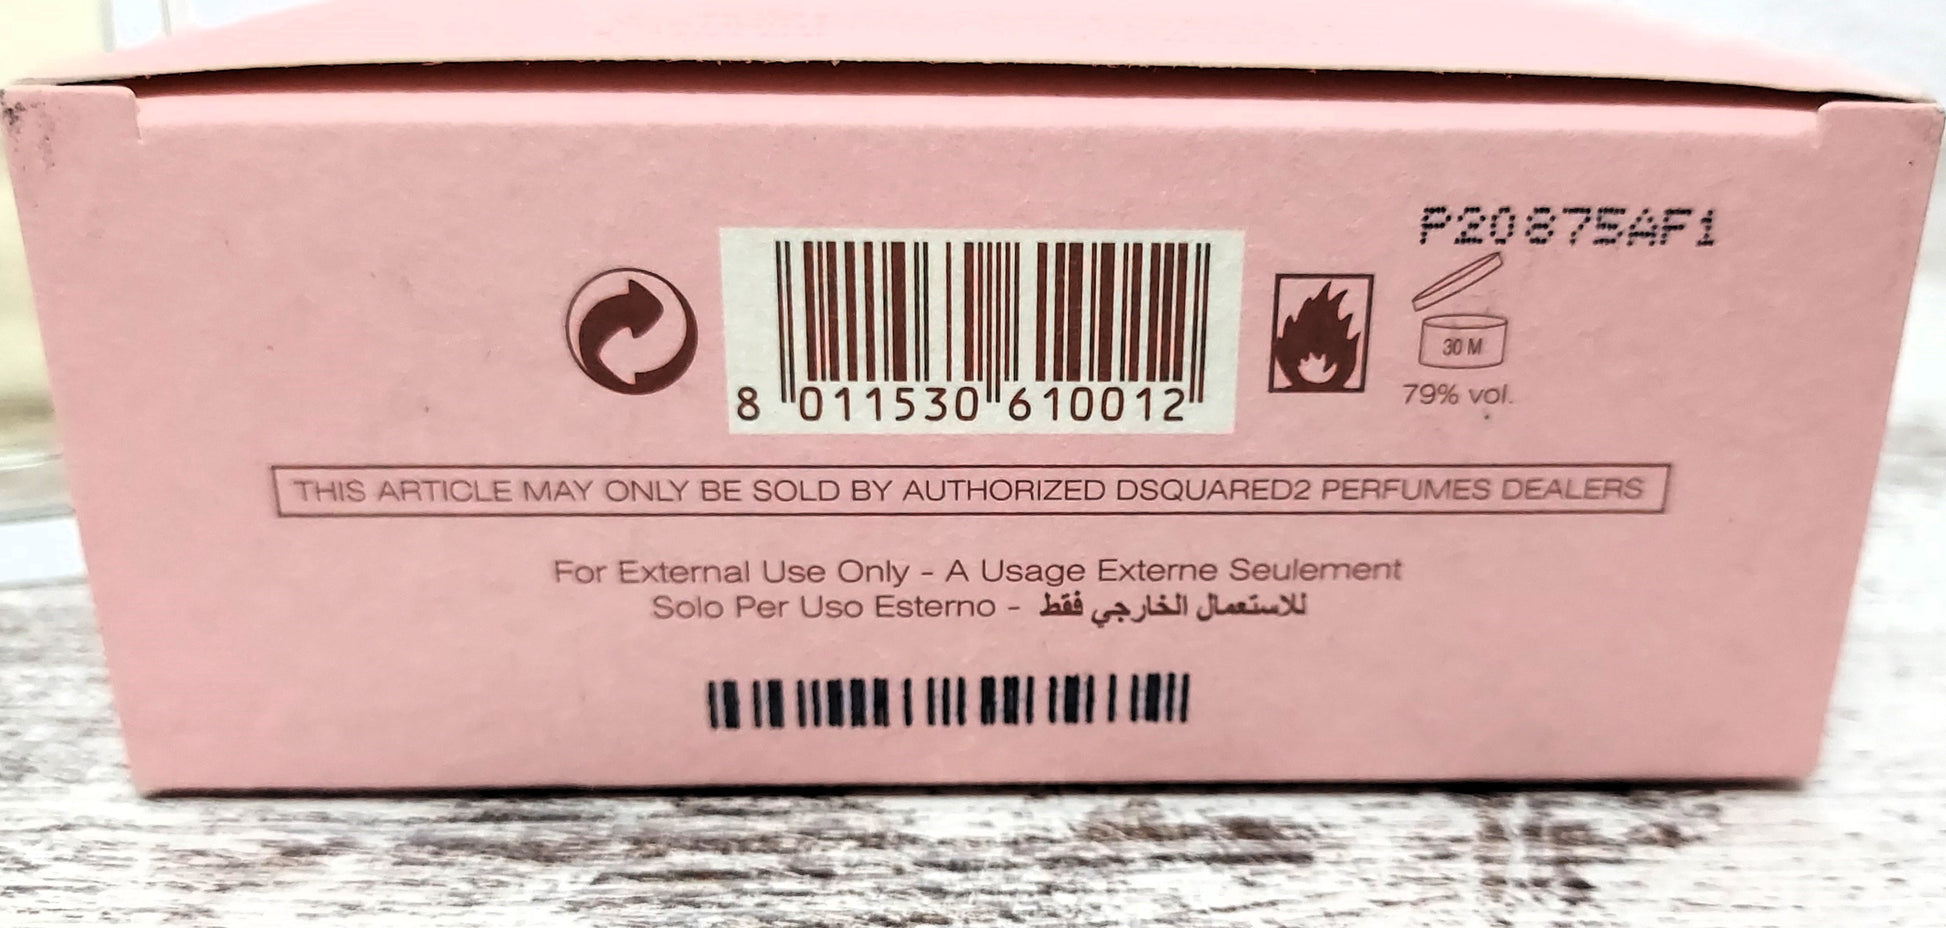 P20875AF1
30 M
79% vol.
8 011530 610012
THIS ARTICLE MAY ONLY BE SOLD BY AUTHORIZED DSQUARED2 PERFUMES DEALERS
For External Use Only - A Usage Externe Seulement
Solo Per Uso Esterno - للاستعمال الخارجي فقط